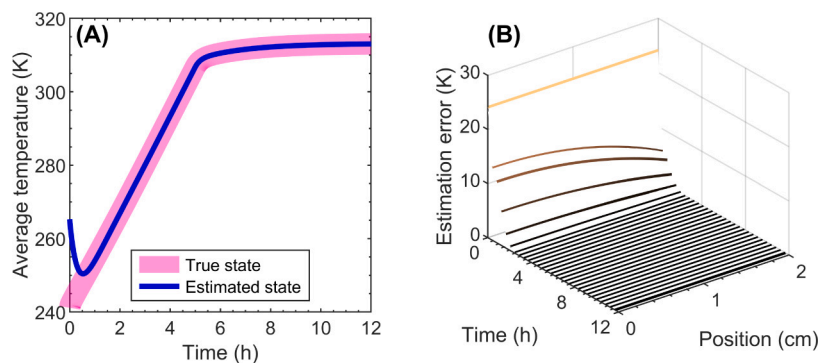 (A)
Average temperature (K)
320
300
280
260
240
0
2
4
6
8
10
12
Time (h)
True state
Estimated state
(B)
Estimation error (K)
30
20
10
0
0
4
8
12
Time (h)
0
1
2
Position (cm)